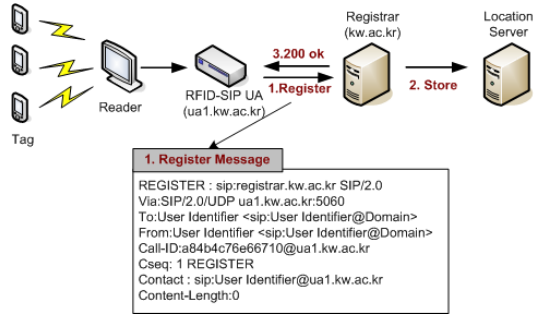 Registrar
(kw.ac.kr)
Location
Server
3.200 ok
1.Register
2. Store
Reader
RFID-SIP UA
(ua1.kw.ac.kr)
Tag
1. Register Message
REGISTER : sip:registrar.kw.ac.kr SIP/2.0
Via:SIP/2.0/UDP ua1.kw.ac.kr:5060
To:User Identifier <sip:User Identifier@Domain>
From:User Identifier <sip:User Identifier@Domain>
Call-ID:a84b4c76e66710@ua1.kw.ac.kr
Cseq: 1 REGISTER
Contact : sip:User Identifier@ua1.kw.ac.kr
Content-Length:0